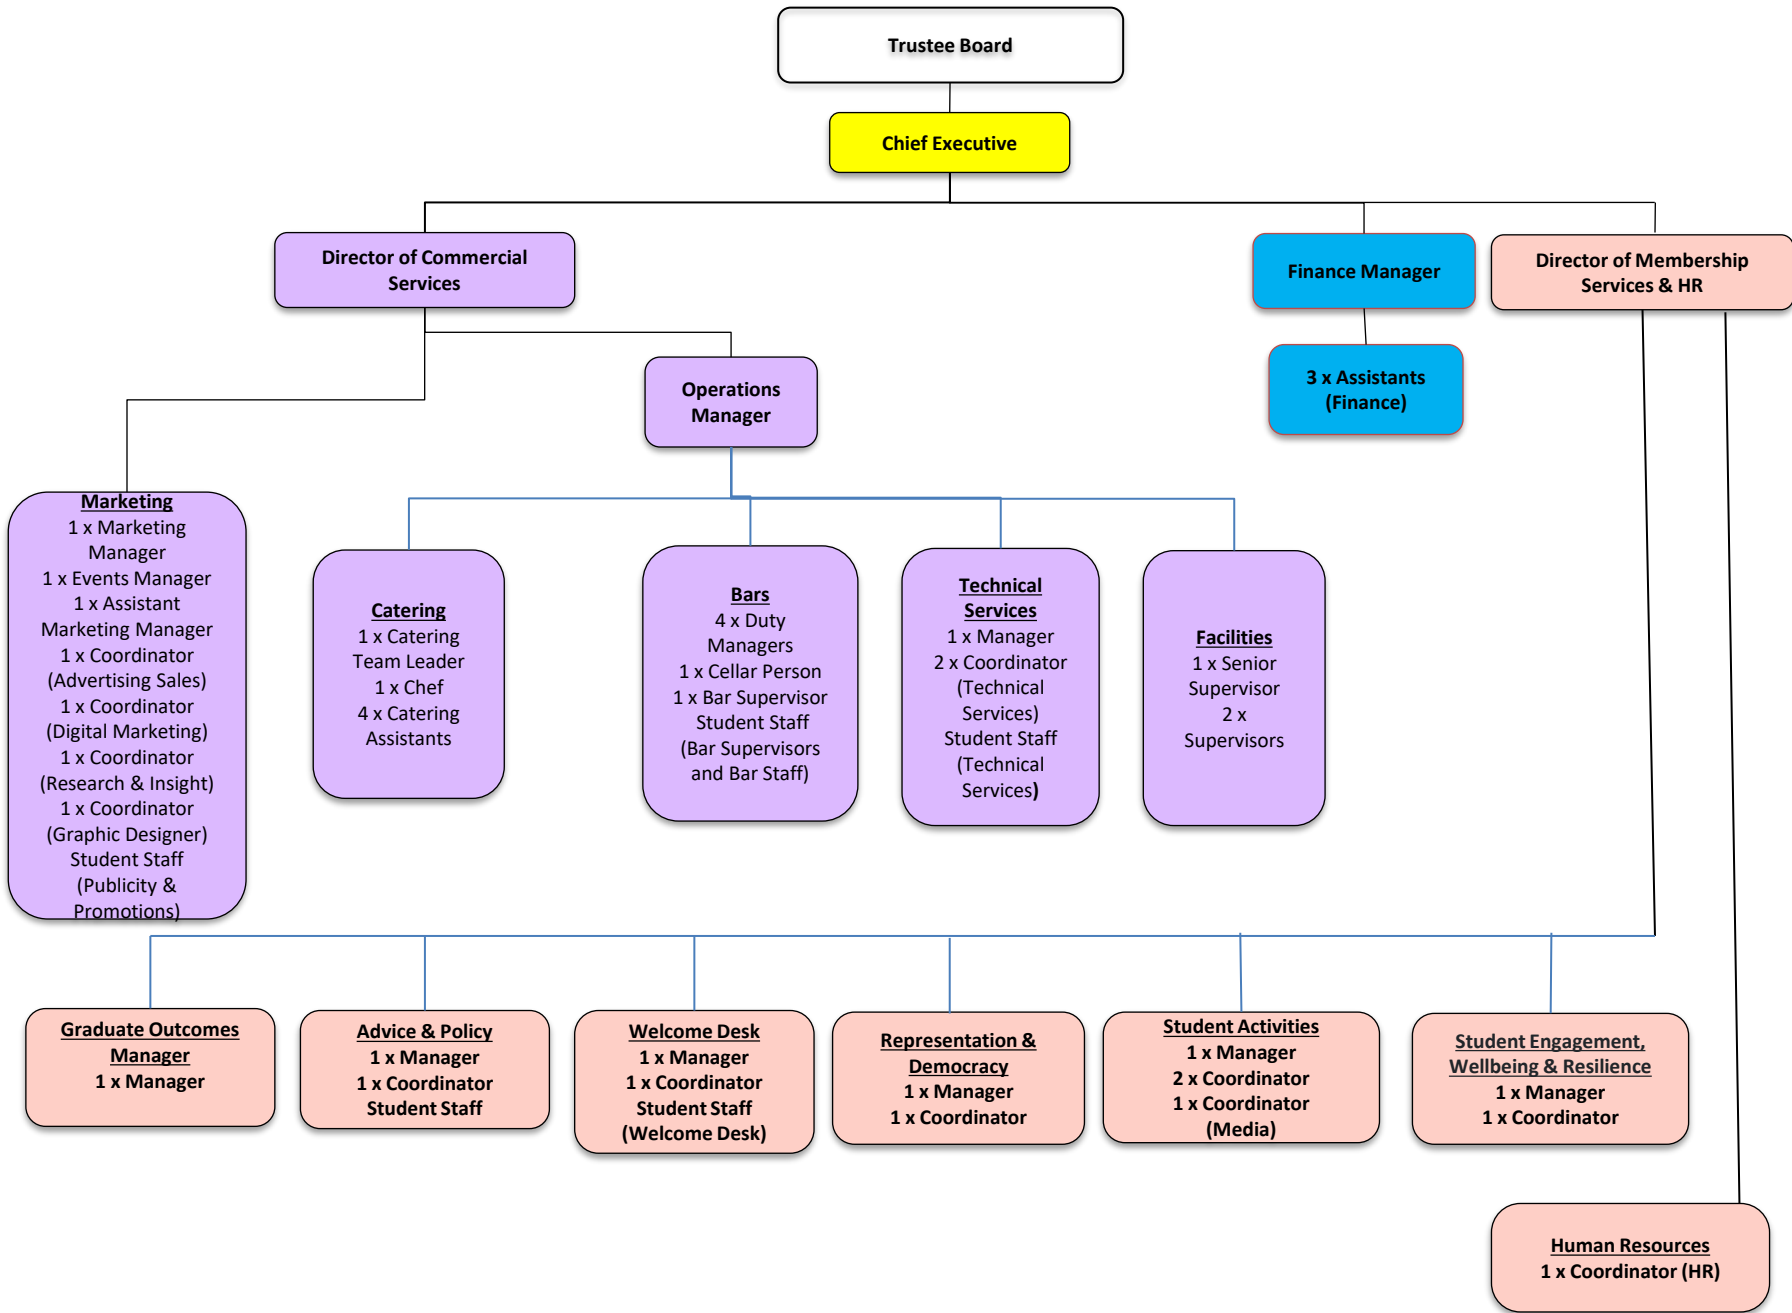 Trustee Board
Chief Executive
Director of Commercial
Services
Finance Manager
Director of Membership
Services & HR
Operations
Manager
3 x Assistants
(Finance)
Marketing
1 x Marketing
Manager
1 x Events Manager
1 x Assistant
Marketing Manager
1 x Coordinator
(Advertising Sales)
1 x Coordinator
(Digital Marketing)
1 x Coordinator
(Research & Insight)
1 x Coordinator
(Graphic Designer)
Student Staff
(Publicity &
Promotions)
Catering
1 x Catering
Team Leader
1 x Chef
4 x Catering
Assistants
Bars
4 x Duty
Managers
1 x Cellar Person
1 x Bar Supervisor
Student Staff
(Bar Supervisors
and Bar Staff)
Technical
Services
1 x Manager
2 x Coordinator
(Technical
Services)
Student Staff
(Technical
Services)
Facilities
1 x Senior
Supervisor
2 x
Supervisors
Graduate Outcomes
Manager
1 x Manager
Advice & Policy
1 x Manager
1 x Coordinator
Student Staff
Welcome Desk
1 x Manager
1 x Coordinator
Student Staff
(Welcome Desk)
Representation &
Democracy
1 x Manager
1 x Coordinator
Student Activities
1 x Manager
2 x Coordinator
1 x Coordinator
(Media)
Student Engagement,
Wellbeing & Resilience
1 x Manager
1 x Coordinator
Human Resources
1 x Coordinator (HR)